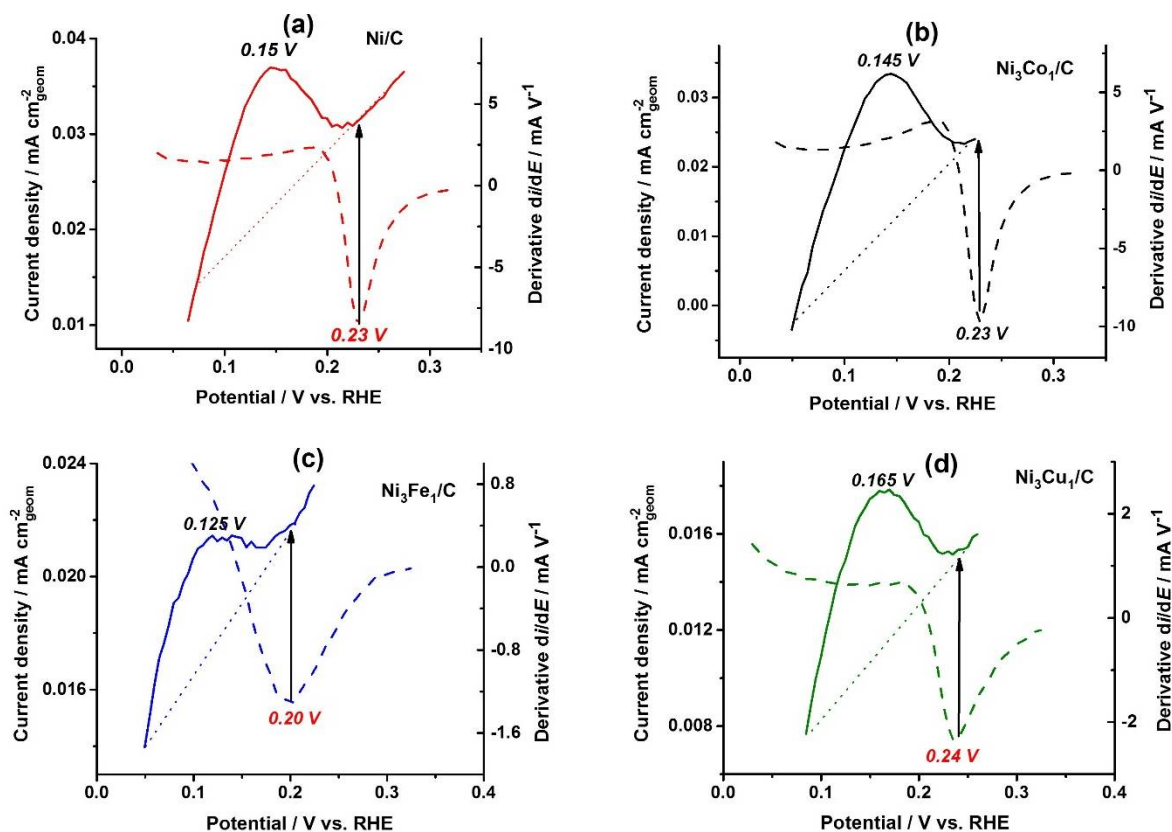 (a)
Ni/C
0.15 V
0.04
0.03
0.02
0.01
5
0
-5
-10
0.23 V
0.0 0.1 0.2 0.3
Current density / mA cm⁻²geom
Derivative di/dE / mA V⁻¹
Potential / V vs. RHE
(b)
Ni₃Co₁/C
0.145 V
0.03
0.02
0.01
0.00
5
0
-5
-10
0.23 V
0.0 0.1 0.2 0.3
Current density / mA cm⁻²geom
Derivative di/dE / mA V⁻¹
Potential / V vs. RHE
(c)
Ni₃Fe₁/C
0.125 V
0.024
0.020
0.016
0.8
0.0
-0.8
-1.6
0.20 V
0.0 0.1 0.2 0.3 0.4
Current density / mA cm⁻²geom
Derivative di/dE / mA V⁻¹
Potential / V vs. RHE
(d)
Ni₃Cu₁/C
0.165 V
0.016
0.012
0.008
2
0
-2
0.24 V
0.0 0.1 0.2 0.3 0.4
Current density / mA cm⁻²geom
Derivative di/dE / mA V⁻¹
Potential / V vs. RHE